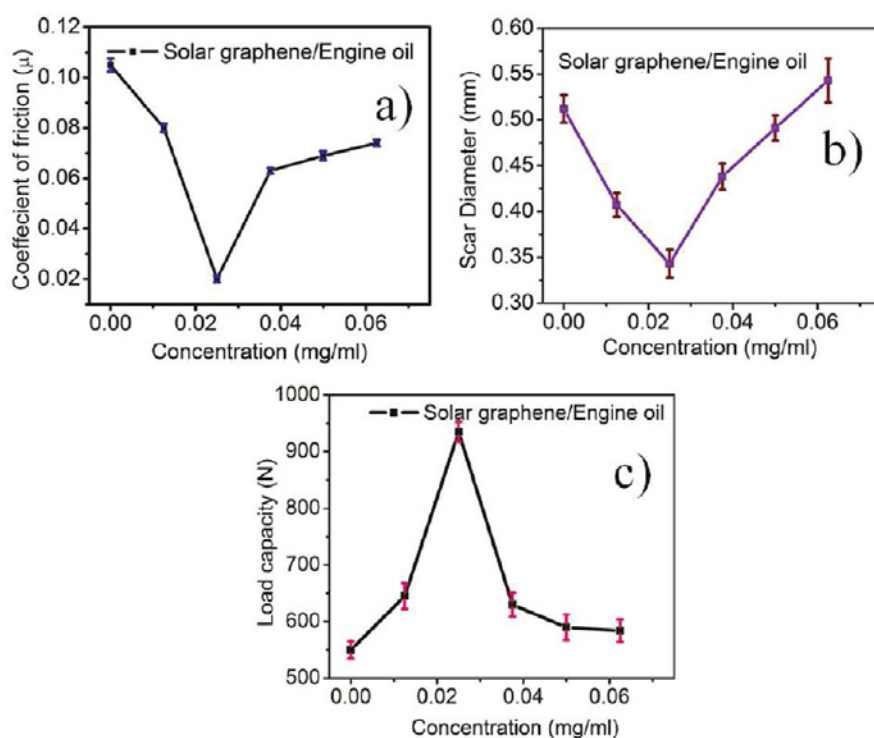 0.12
0.10
0.08
0.06
0.04
0.02
Coeffecient of friction (μ)
Solar graphene/Engine oil
a)
0.00 0.02 0.04 0.06
Concentration (mg/ml)
0.60
0.55
0.50
0.45
0.40
0.35
0.30
Scar Diameter (mm)
Solar graphene/Engine oil
b)
0.00 0.02 0.04 0.06
Concentration (mg/ml)
1000
900
800
700
600
500
Load capacity (N)
Solar graphene/Engine oil
c)
0.00 0.02 0.04 0.06
Concentration (mg/ml)